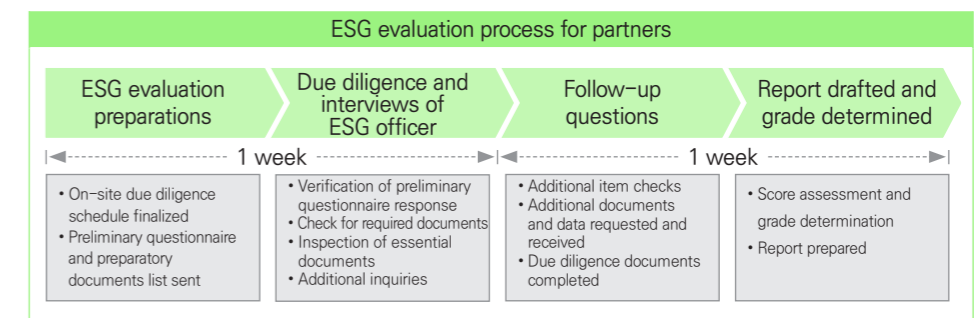 ESG evaluation process for partners
ESG evaluation
preparations
Due diligence and
interviews of
ESG officer
Follow-up
questions
Report drafted and
grade determined
1 week
1 week
• On-site due diligence
schedule finalized
• Preliminary questionnaire
and preparatory
documents list sent
• Verification of preliminary
questionnaire response
• Check for required documents
• Inspection of essential
documents
• Additional inquiries
• Additional item checks
• Additional documents
and data requested and
received
• Due diligence documents
completed
• Score assessment and
grade determination
• Report prepared